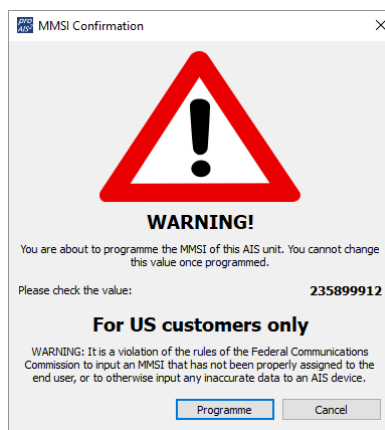 pro
AIS2
MMSI Confirmation
WARNING!
You are about to programme the MMSI of this AIS unit. You cannot change
this value once programmed.
Please check the value: 235899912
For US customers only
WARNING: It is a violation of the rules of the Federal Communications
Commission to input an MMSI that has not been properly assigned to the
end user, or to otherwise input any inaccurate data to an AIS device.
Programme Cancel